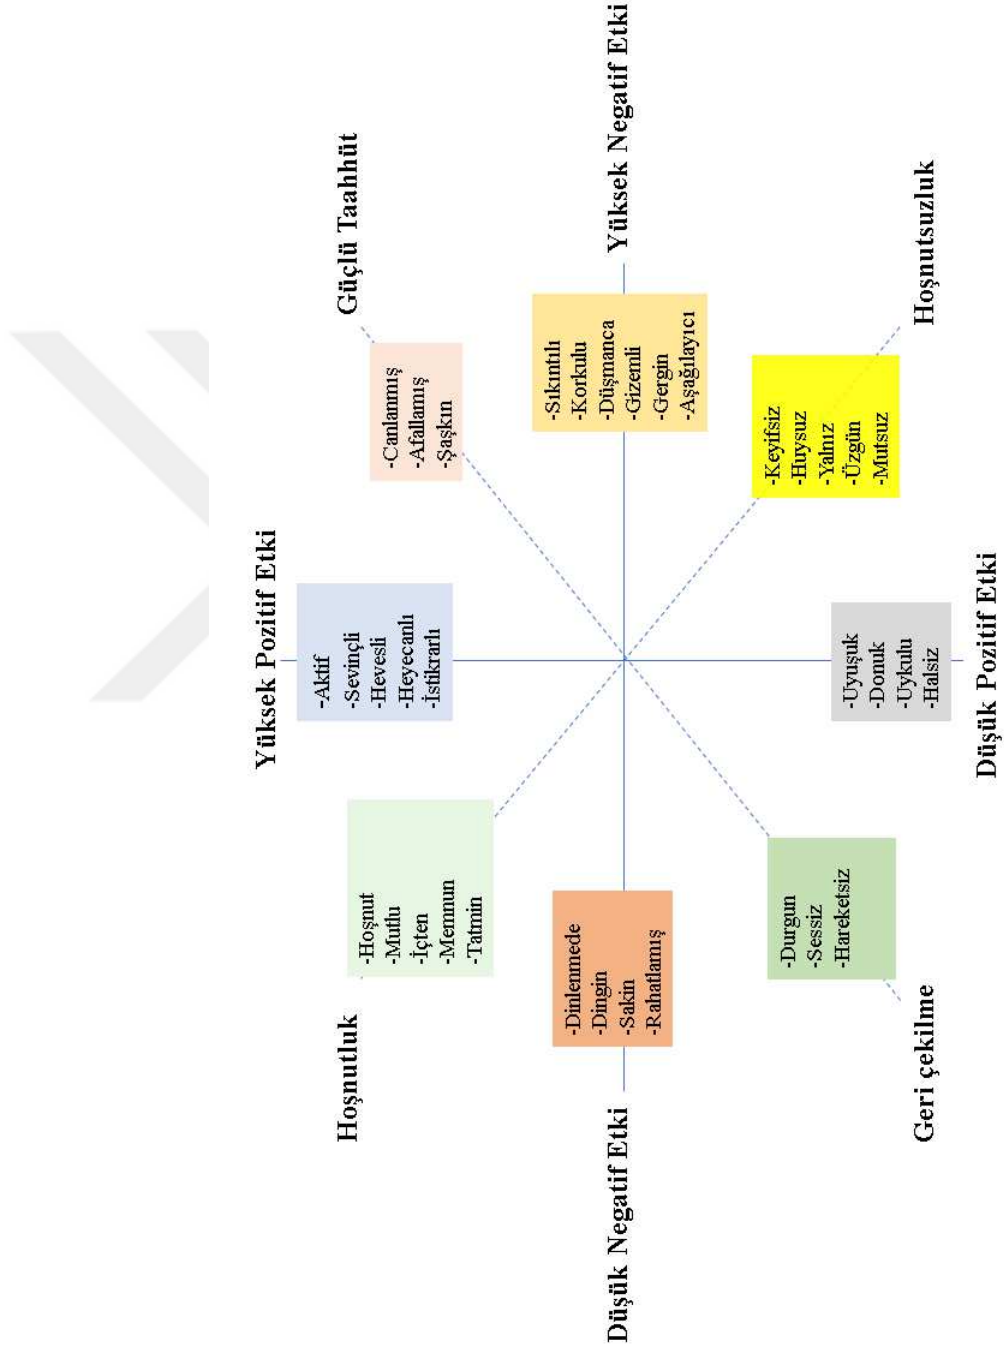 Yüksek Pozitif Etki
Hoşnutluk
Güçlü Taahhüt
-Aktif
-Sevinçli
-Hevesli
-Heyecanlı
-İstikrarlı
-Hoşnut
-Mutlu
-İçten
-Memnun
-Tatmin
-Canlanmış
-Afallamış
-Şaşkın
Düşük Negatif Etki
-Dinlenmede
-Dingin
-Sakin
-Rahatlamış
-Sıkıntılı
-Korkulu
-Düşmanca
-Gizemli
-Gergin
-Aşağılayıcı
Yüksek Negatif Etki
-Durgun
-Sessiz
-Hareketsiz
-Uyuşuk
-Donuk
-Uykulu
-Halsiz
-Keyifsiz
-Huysuz
-Yalnız
-Üzgün
-Mutsuz
Geri çekilme
Hoşnutsuzluk
Düşük Pozitif Etki